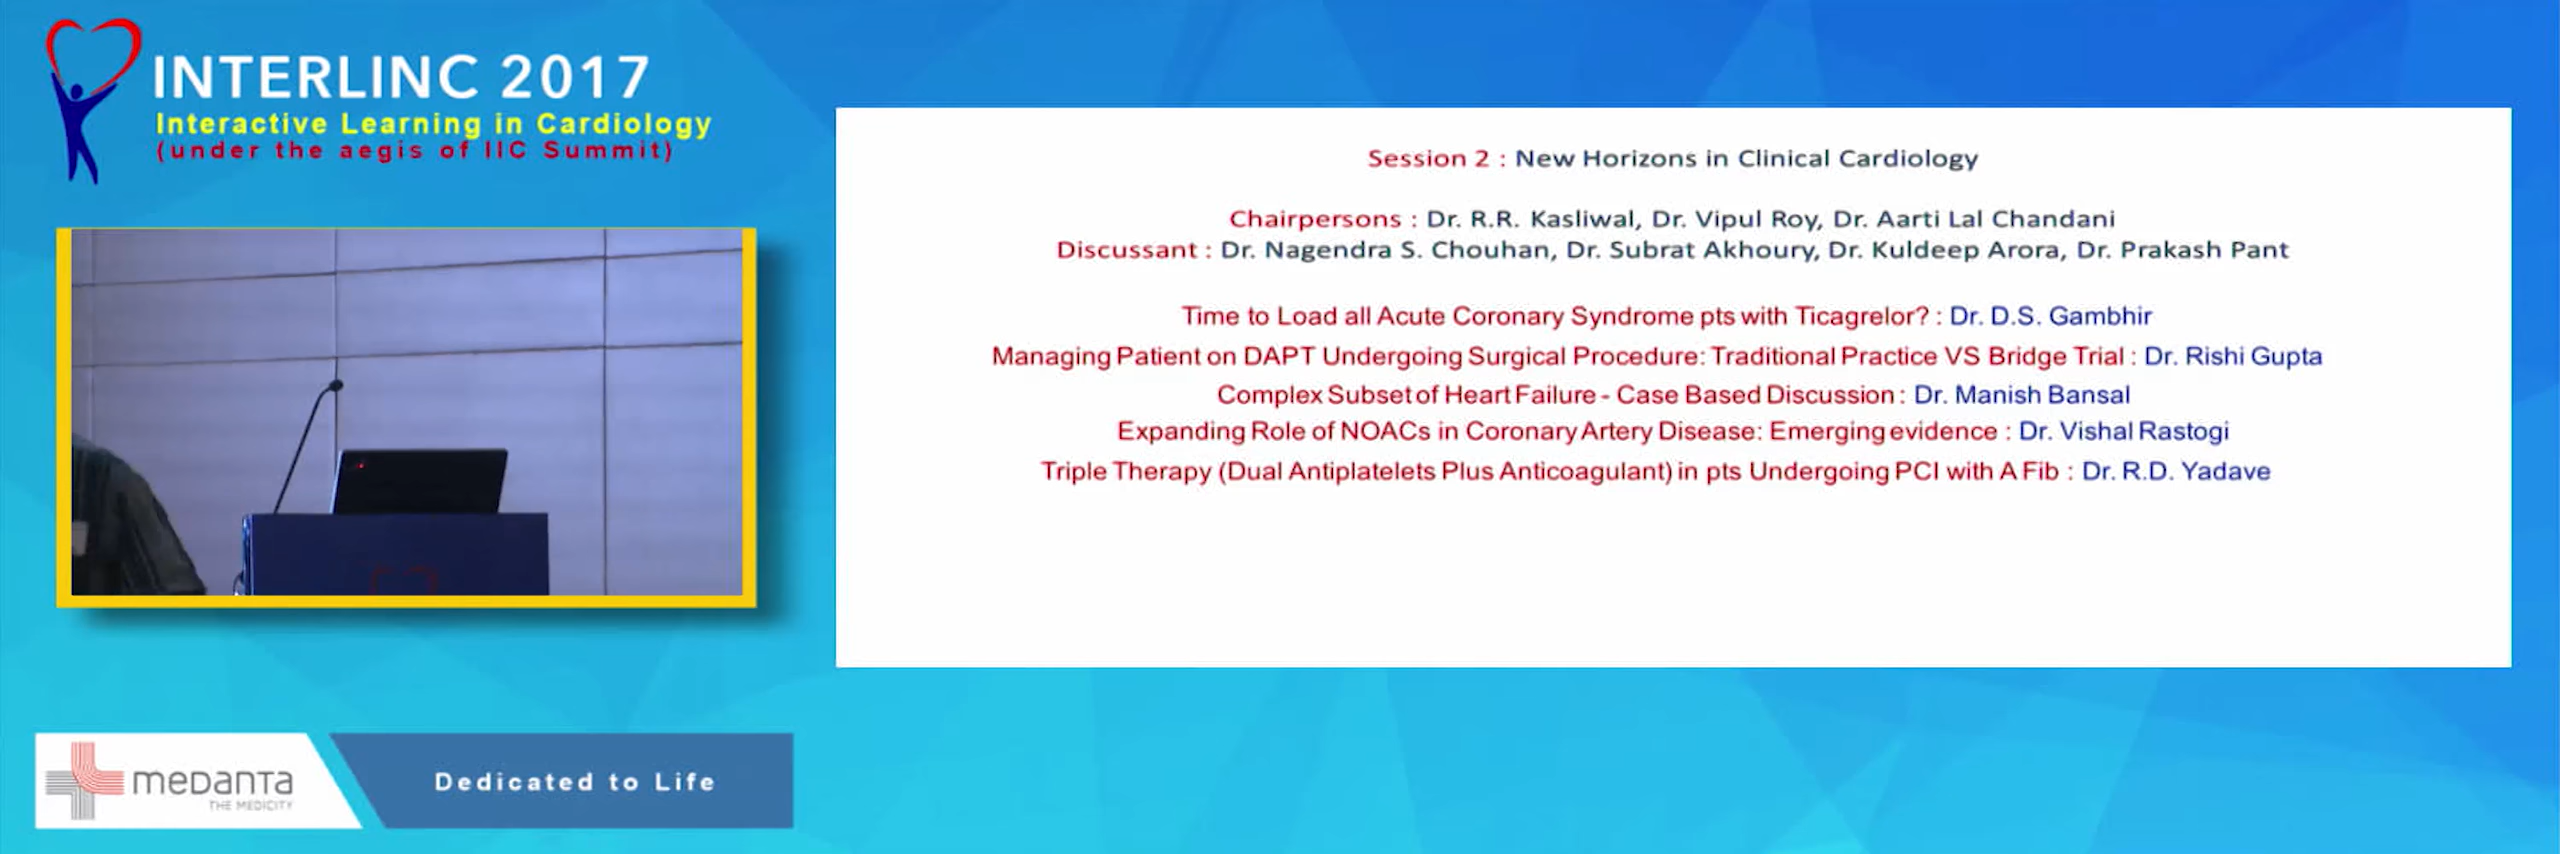 INTERLINC 2017
Interactive Learning in Cardiology
(under the aegis of IIC Summit)
Session 2 : New Horizons in Clinical Cardiology
Chairpersons : Dr. R.R. Kasliwal, Dr. Vipul Roy, Dr. Aarti Lal Chandani
Discussant : Dr. Nagendra S. Chouhan, Dr. Subrat Akhoury, Dr. Kuldeep Arora, Dr. Prakash Pant
Time to Load all Acute Coronary Syndrome pts with Ticagrelor? : Dr. D.S. Gambhir
Managing Patient on DAPT Undergoing Surgical Procedure: Traditional Practice VS Bridge Trial : Dr. Rishi Gupta
Complex Subset of Heart Failure - Case Based Discussion : Dr. Manish Bansal
Expanding Role of NOACs in Coronary Artery Disease: Emerging evidence : Dr. Vishal Rastogi
Triple Therapy (Dual Antiplatelets Plus Anticoagulant) in pts Undergoing PCI with A Fib : Dr. R.D. Yadave
meDanta
THE MEDICITY
Dedicated to Life